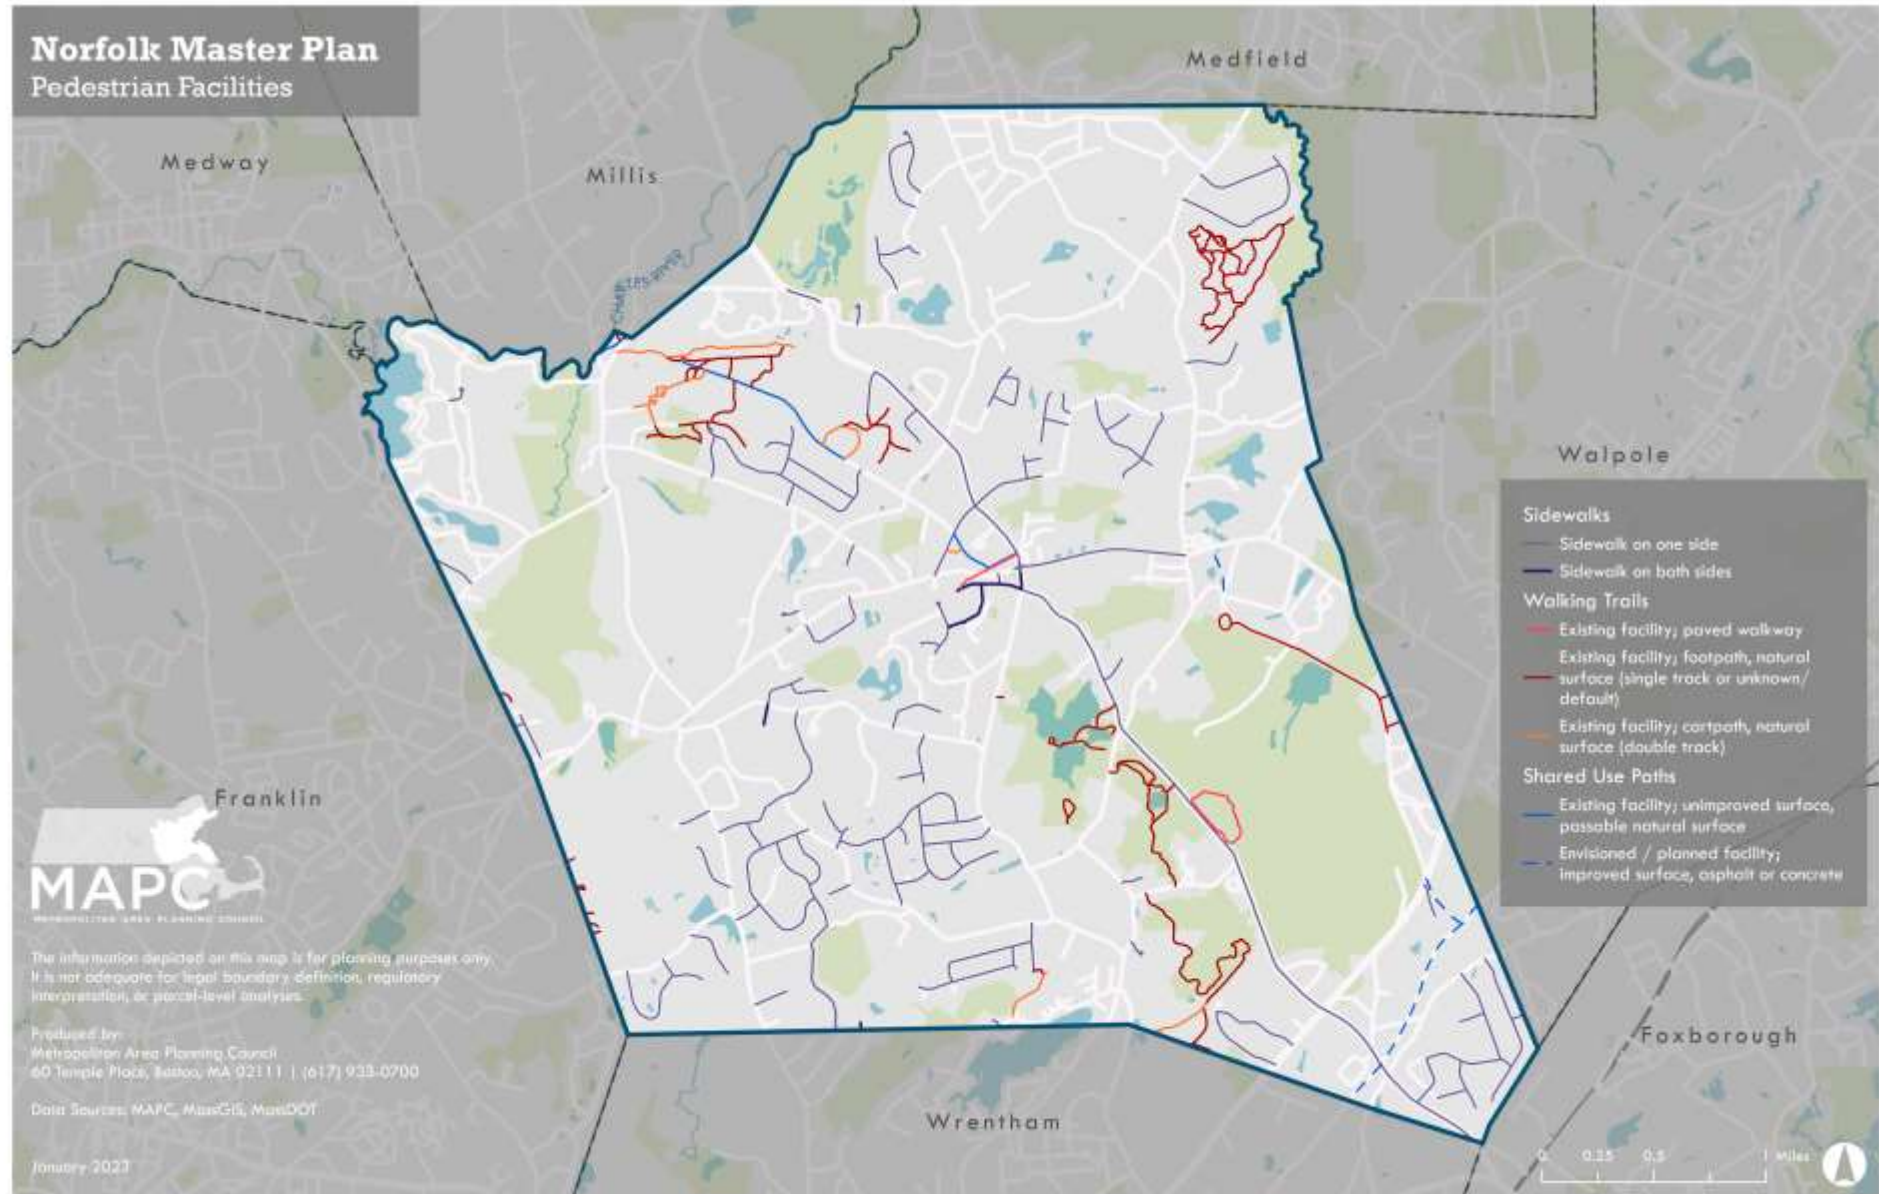 Norfolk Master Plan
Pedestrian Facilities
Medfield
Medway
Millis
CHARLES RIVER
Walpole
Sidewalks
Sidewalk on one side
Sidewalk on both sides
Walking Trails
Existing facility; paved walkway
Existing facility; footpath, natural
surface (single track or unknown/
default)
Existing facility; cartpath, natural
surface (double track)
Shared Use Paths
Existing facility; unimproved surface,
passable natural surface
Envisioned / planned facility;
improved surface, asphalt or concrete
Franklin
MAPC
METROPOLITAN AREA PLANNING COUNCIL
The information depicted on this map is for planning purposes only.
It is not adequate for legal boundary definition, regulatory
interpretation, or parcel-level analyses.
Produced by:
Metropolitan Area Planning Council
60 Temple Place, Boston, MA 02111 | (617) 933-0700
Data Sources: MAPC, MassGIS, MassDOT
January 2023
Foxborough
Wrentham
0 0.25 0.5 1 Miles